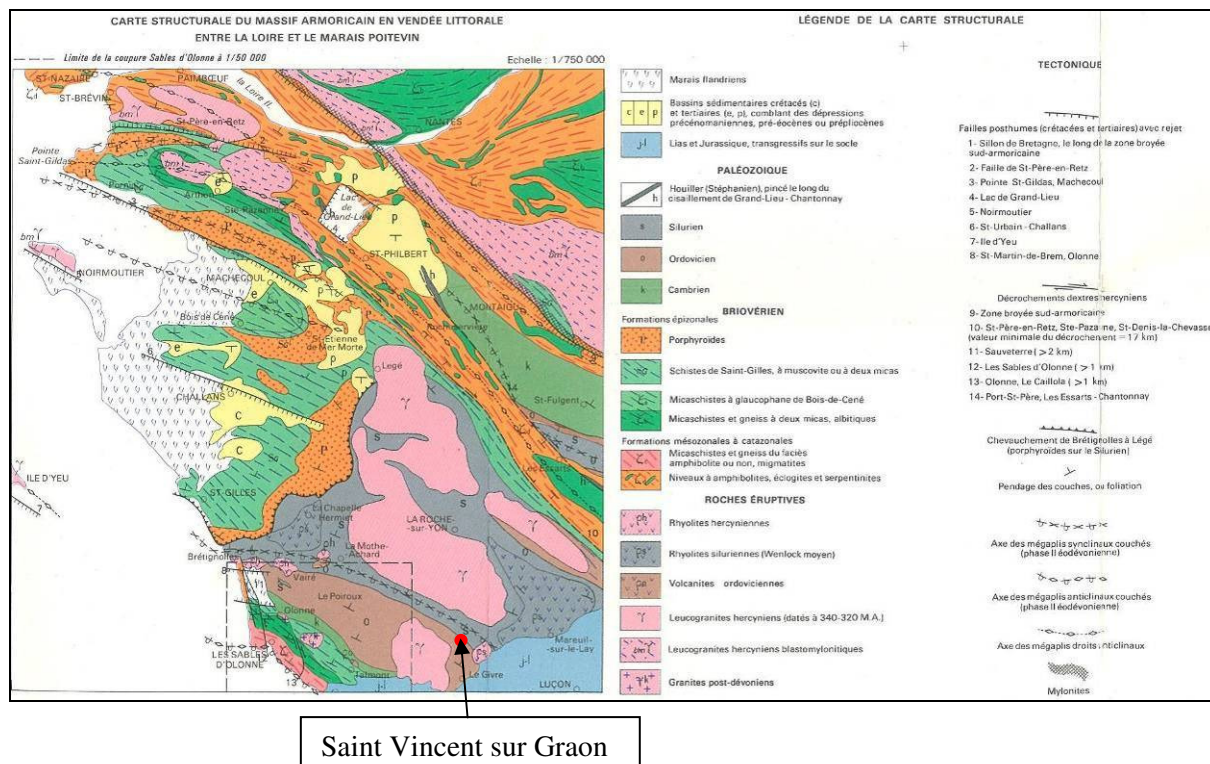 CARTE STRUCTURALE DU MASSIF ARMORICAIN EN VENDÉE LITTORALE
ENTRE LA LOIRE ET LE MARAIS POITEVIN
Limite de la coupure Sables d'Olonne à 1/50 000
Echelle : 1/750 000
ST-NAZAIRE
PAIMBŒUF
la Loire fl.
ST-BRÉVIN
bm l
St-Père-en-Retz
NANTES
Pointe
Saint-Gildas
Pornic
Arthon
Ste-Pazanne
Lac
de
Grand-Lieu
ST-PHILBERT
bm l
NOIRMOUTIER
MACHECOUL
Bois de Cené
MONTAIGU
St-Etienne
de Mer Morte
Legé
CHALLANS
St-Fulgent
Les Essarts
ILE D'YEU
ST-GILLES
La Chapelle
Hermier
LA ROCHE-
sur-YON
Brétignolles
La Mothe-
Achard
Vairé
Le Poiroux
Olonne
LES SABLES
D'OLONNE
Talmont
Le Givre
Mareuil-
sur-le-Lay
LUÇON
LÉGENDE DE LA CARTE STRUCTURALE
Marais flandriens
c e p
Bassins sédimentaires crétacés (c)
et tertiaires (e, p), comblant des dépressions
précénomaniennes, pré-éocènes ou prépliocènes
j-l
Lias et Jurassique, transgressifs sur le socle
PALÉOZOIQUE
h
Houiller (Stéphanien), pincé le long du
cisaillement de Grand-Lieu - Chantonnay
s
Silurien
o
Ordovicien
k
Cambrien
BRIOVÉRIEN
Formations épizonales
Porphyroïdes
Schistes de Saint-Gilles, à muscovite ou à deux micas
Micaschistes à glaucophane de Bois-de-Cené
Micaschistes et gneiss à deux micas, albitiques
Formations mésozonales à catazonales
Micaschistes et gneiss du faciès
amphibolite ou non, migmatites
Niveaux à amphibolites, éclogites et serpentinites
ROCHES ÉRUPTIVES
Rhyolites hercyniennes
Rhyolites siluriennes (Wenlock moyen)
Volcanites ordoviciennes
Leucogranites hercyniens (datés à 340-320 M.A.)
Leucogranites hercyniens blastomylonitiques
Granites post-dévoniens
TECTONIQUE
Failles posthumes (crétacées et tertiaires) avec rejet
1- Sillon de Bretagne, le long de la zone broyée
sud-armoricaine
2- Faille de St-Père-en-Retz
3- Pointe St-Gildas, Machecoul
4- Lac de Grand-Lieu
5- Noirmoutier
6- St-Urbain - Challans
7- Ile d'Yeu
8- St-Martin-de-Brem, Olonne
Décrochements dextres hercyniens
9- Zone broyée sud-armoricaine
10- St-Père-en-Retz, Ste-Pazanne, St-Denis-la-Chevasse
(valeur minimale du décrochement = 17 km)
11- Sauveterre (> 2 km)
12- Les Sables d'Olonne (> 1 km)
13- Olonne, Le Caillola (> 1 km)
14- Port-St-Père, Les Essarts - Chantonnay
Chevauchement de Brétignolles à Légé
(porphyroïdes sur le Silurien)
Pendage des couches, ou foliation
Axe des mégaplis synclinaux couchés
(phase II éodévonienne)
Axe des mégaplis anticlinaux couchés
(phase II éodévonienne)
Axe des mégaplis droits anticlinaux
Mylonites
Saint Vincent sur Graon